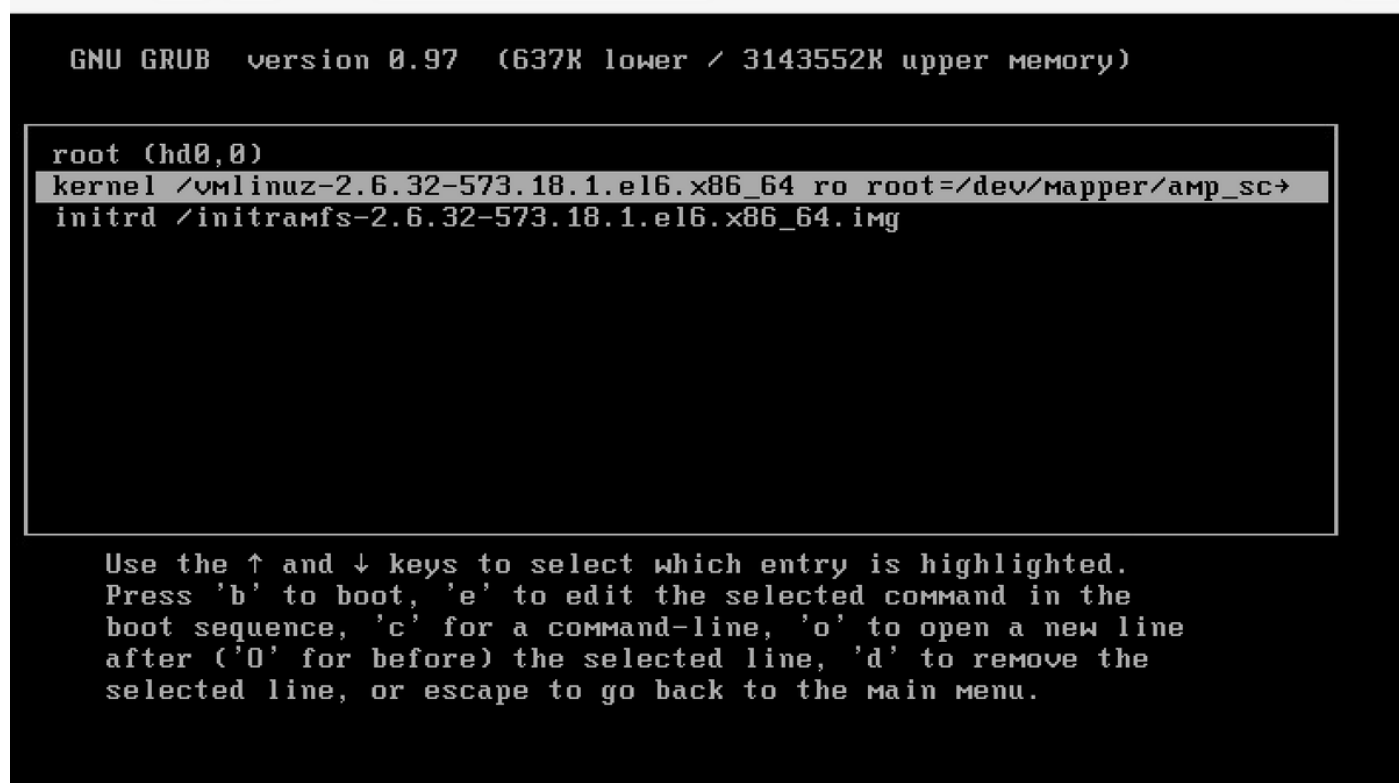 GNU GRUB  version 0.97  (637K lower / 3143552K upper memory)
root (hd0,0)
kernel /vmlinuz-2.6.32-573.18.1.el6.x86_64 ro root=/dev/mapper/amp_sc→
initrd /initramfs-2.6.32-573.18.1.el6.x86_64.img
Use the ↑ and ↓ keys to select which entry is highlighted.
Press 'b' to boot, 'e' to edit the selected command in the
boot sequence, 'c' for a command-line, 'o' to open a new line
after ('O' for before) the selected line, 'd' to remove the
selected line, or escape to go back to the main menu.